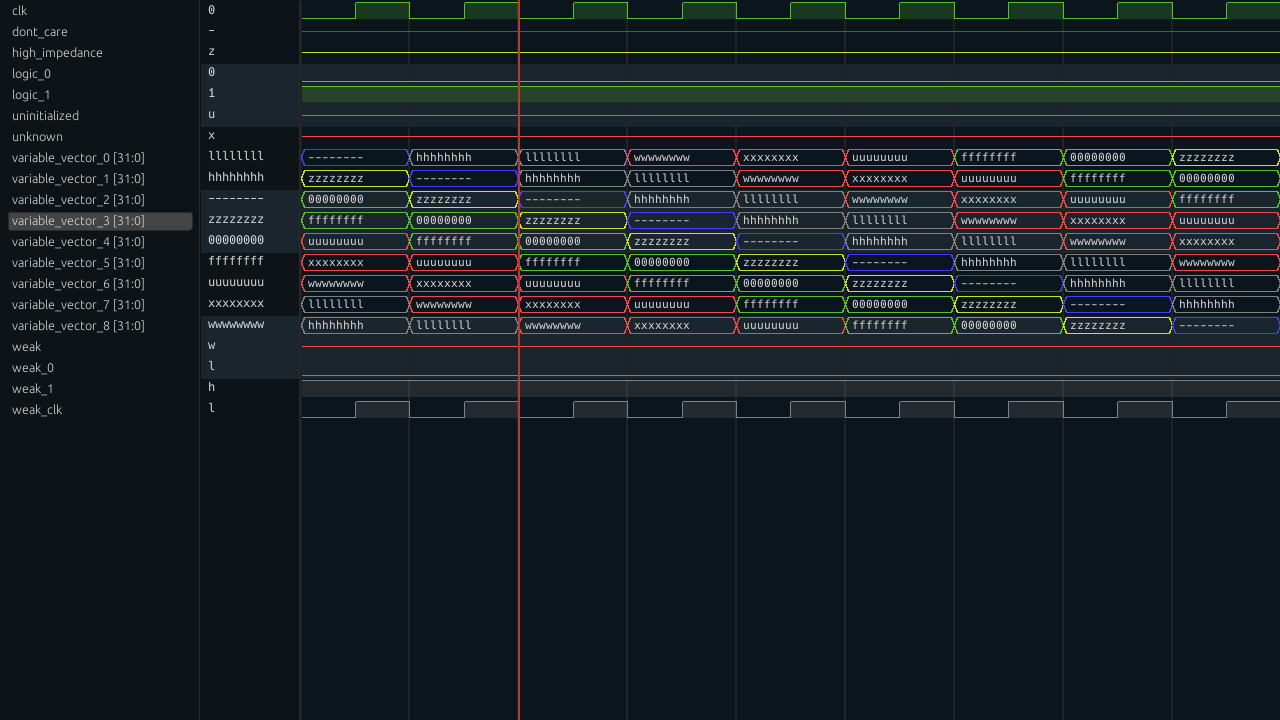 clk 0
dont_care -
high_impedance z
logic_0 0
logic_1 1
uninitialized u
unknown x
variable_vector_0 [31:0] llllllll -------- hhhhhhhh llllllll wwwwwwww xxxxxxxx uuuuuuuu ffffffff 00000000 zzzzzzzz
variable_vector_1 [31:0] hhhhhhhh zzzzzzzz -------- hhhhhhhh llllllll wwwwwwww xxxxxxxx uuuuuuuu ffffffff 00000000
variable_vector_2 [31:0] -------- 00000000 zzzzzzzz -------- hhhhhhhh llllllll wwwwwwww xxxxxxxx uuuuuuuu ffffffff
variable_vector_3 [31:0] zzzzzzzz ffffffff 00000000 zzzzzzzz -------- hhhhhhhh llllllll wwwwwwww xxxxxxxx uuuuuuuu
variable_vector_4 [31:0] 00000000 uuuuuuuu ffffffff 00000000 zzzzzzzz -------- hhhhhhhh llllllll wwwwwwww xxxxxxxx
variable_vector_5 [31:0] ffffffff xxxxxxxx uuuuuuuu ffffffff 00000000 zzzzzzzz -------- hhhhhhhh llllllll wwwwwwww
variable_vector_6 [31:0] uuuuuuuu wwwwwwww xxxxxxxx uuuuuuuu ffffffff 00000000 zzzzzzzz -------- hhhhhhhh llllllll
variable_vector_7 [31:0] xxxxxxxx llllllll wwwwwwww xxxxxxxx uuuuuuuu ffffffff 00000000 zzzzzzzz -------- hhhhhhhh
variable_vector_8 [31:0] wwwwwwww hhhhhhhh llllllll wwwwwwww xxxxxxxx uuuuuuuu ffffffff 00000000 zzzzzzzz --------
weak w
weak_0 l
weak_1 h
weak_clk l